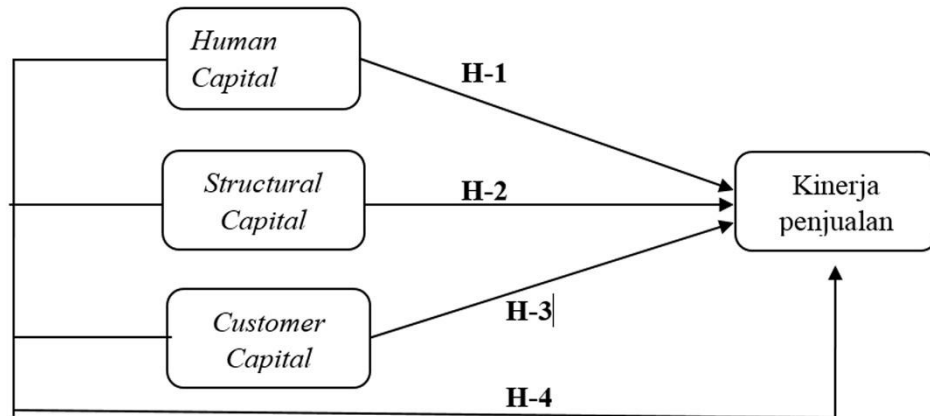 Human
Capital
H-1
Structural
Capital
H-2
Kinerja
penjualan
Customer
Capital
H-3
H-4